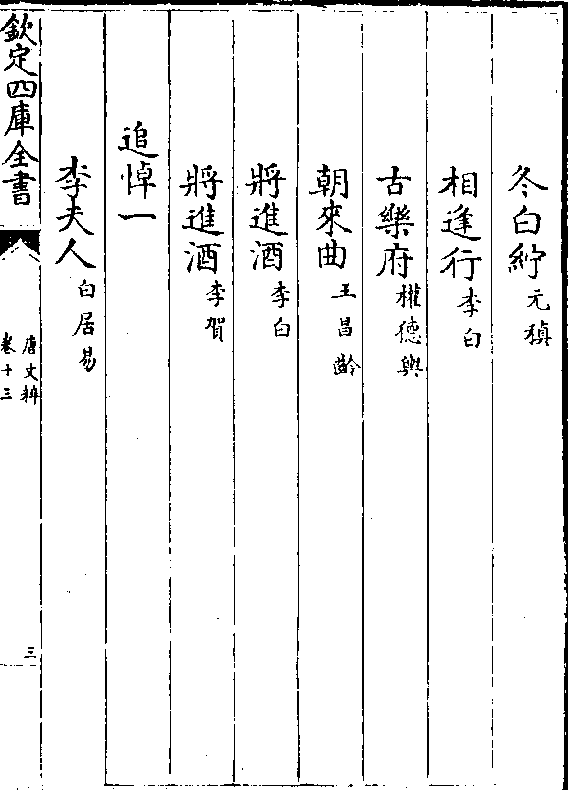 冬白紵元稹
相逢行李白
古樂府權德輿
朝來曲王昌齡
將進酒李白
將進酒李賀
追悼一
李夫人白居易
欽定四庫全書
唐文粹
卷十三
三